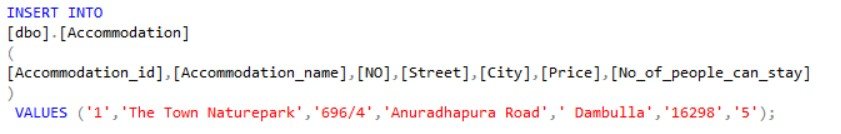 INSERT INTO
[dbo].[Accommodation]
(
[Accommodation_id],[Accommodation_name],[NO],[Street],[City],[Price],[No_of_people_can_stay]
)
VALUES ('1','The Town Naturepark','696/4','Anuradhapura Road',' Dambulla','16298','5');